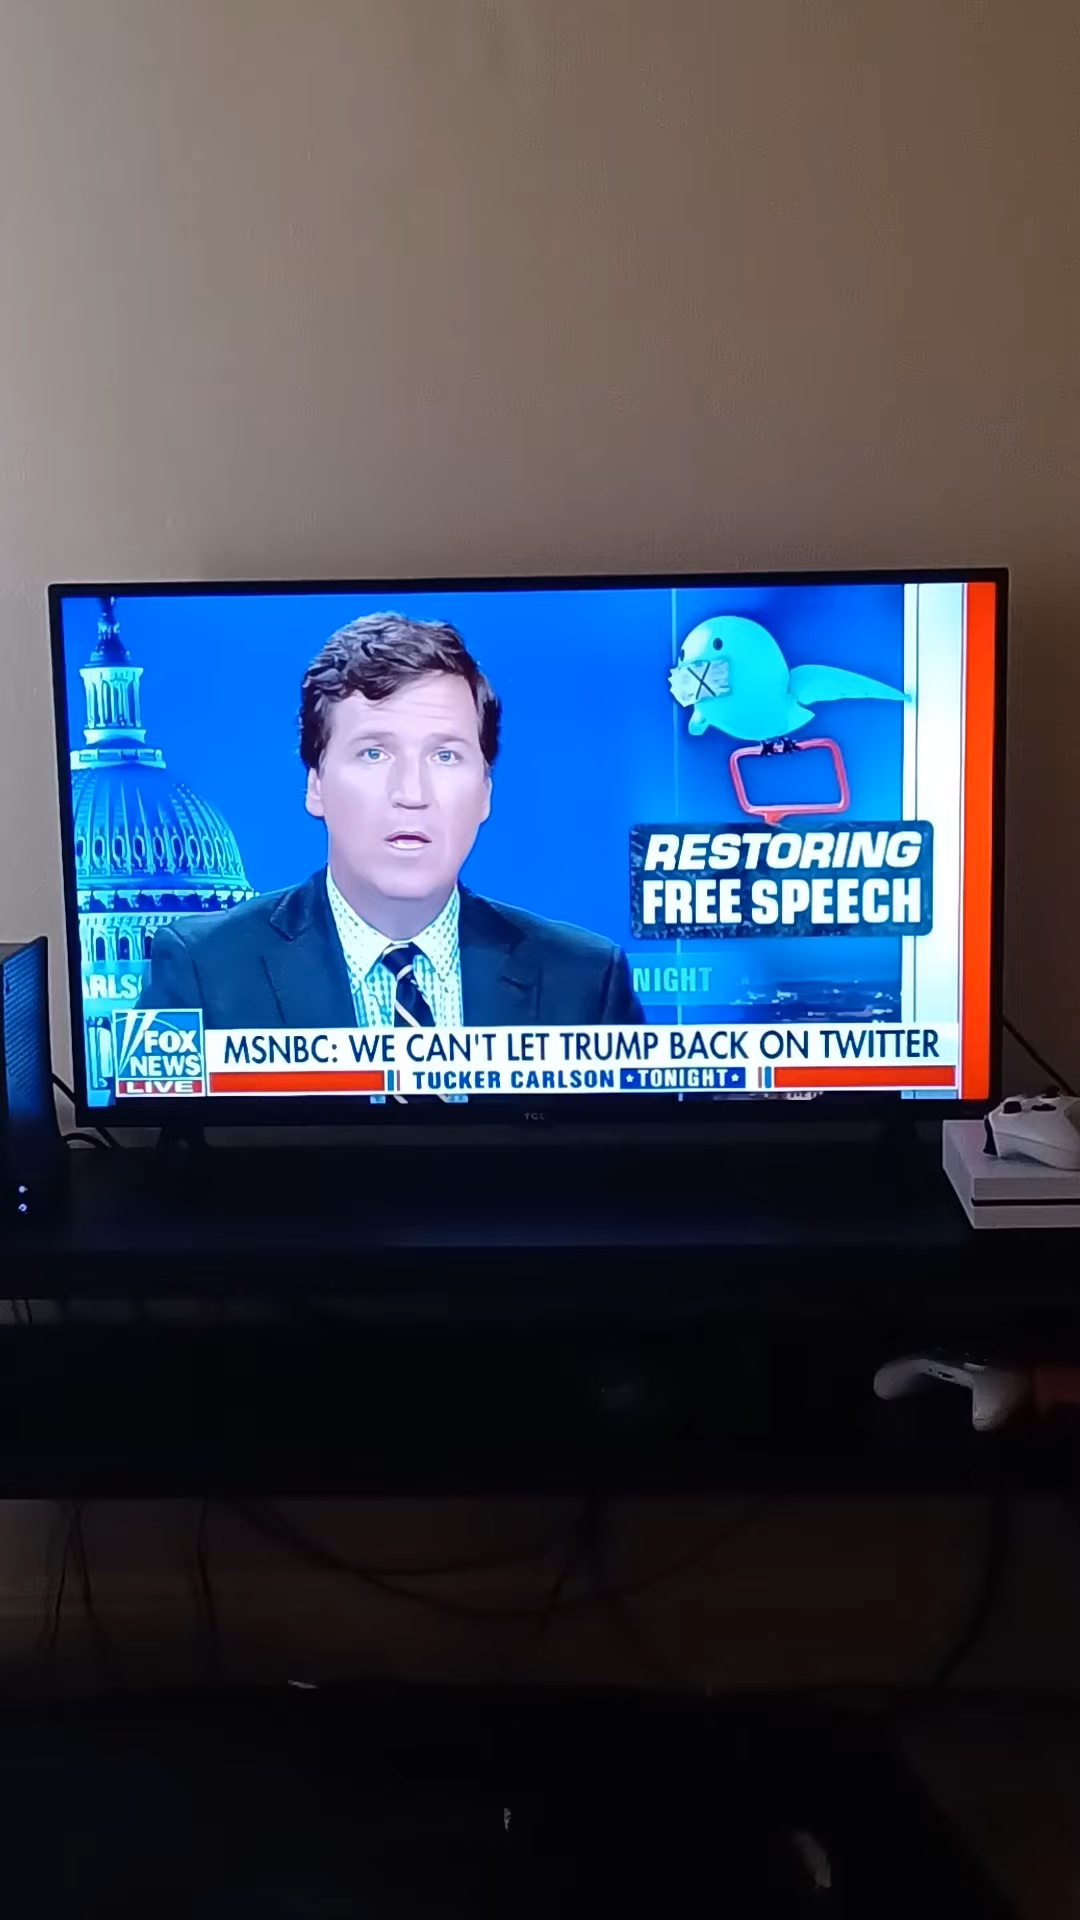 RESTORING
FREE SPEECH
ARLS
NIGHT
FOX
NEWS
LIVE
MSNBC: WE CAN'T LET TRUMP BACK ON TWITTER
TUCKER CARLSON TONIGHT
TCL